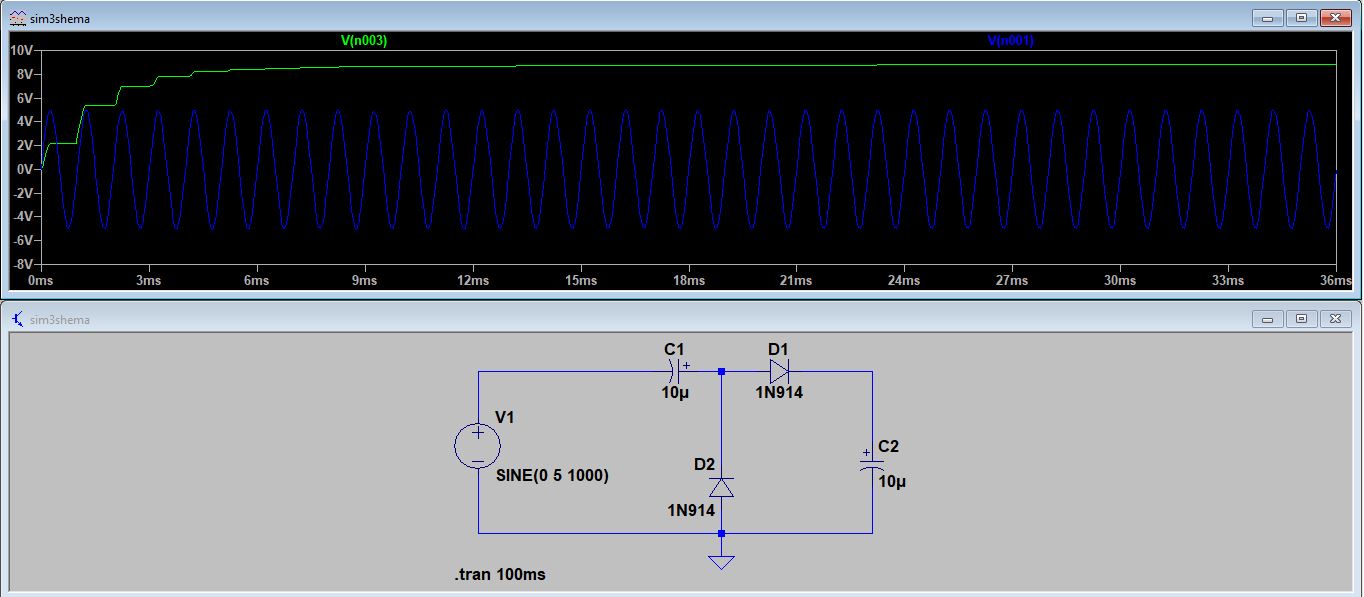 sim3shema
V(n003) V(n001)
10V
8V
6V
4V
2V
0V
-2V
-4V
-6V
-8V
0ms 3ms 6ms 9ms 12ms 15ms 18ms 21ms 24ms 27ms 30ms 33ms 36ms
sim3shema
C1 D1
+
10µ 1N914
V1
SINE(0 5 1000)
D2
1N914
C2
+
10µ
.tran 100ms